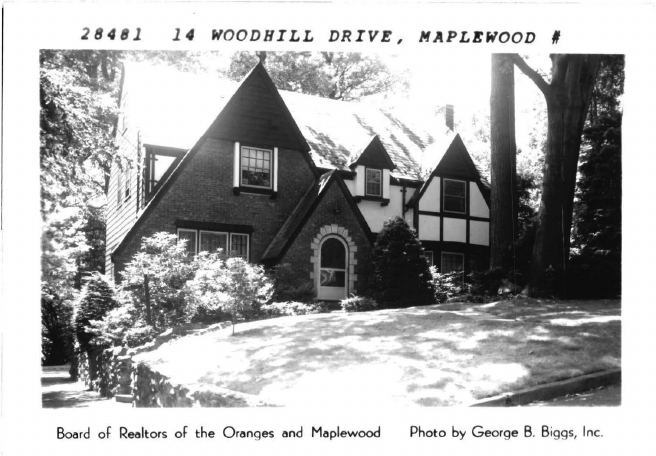 28481 14 WOODHILL DRIVE, MAPLEWOOD #
Board of Realtors of the Oranges and Maplewood Photo by George B. Biggs, Inc.